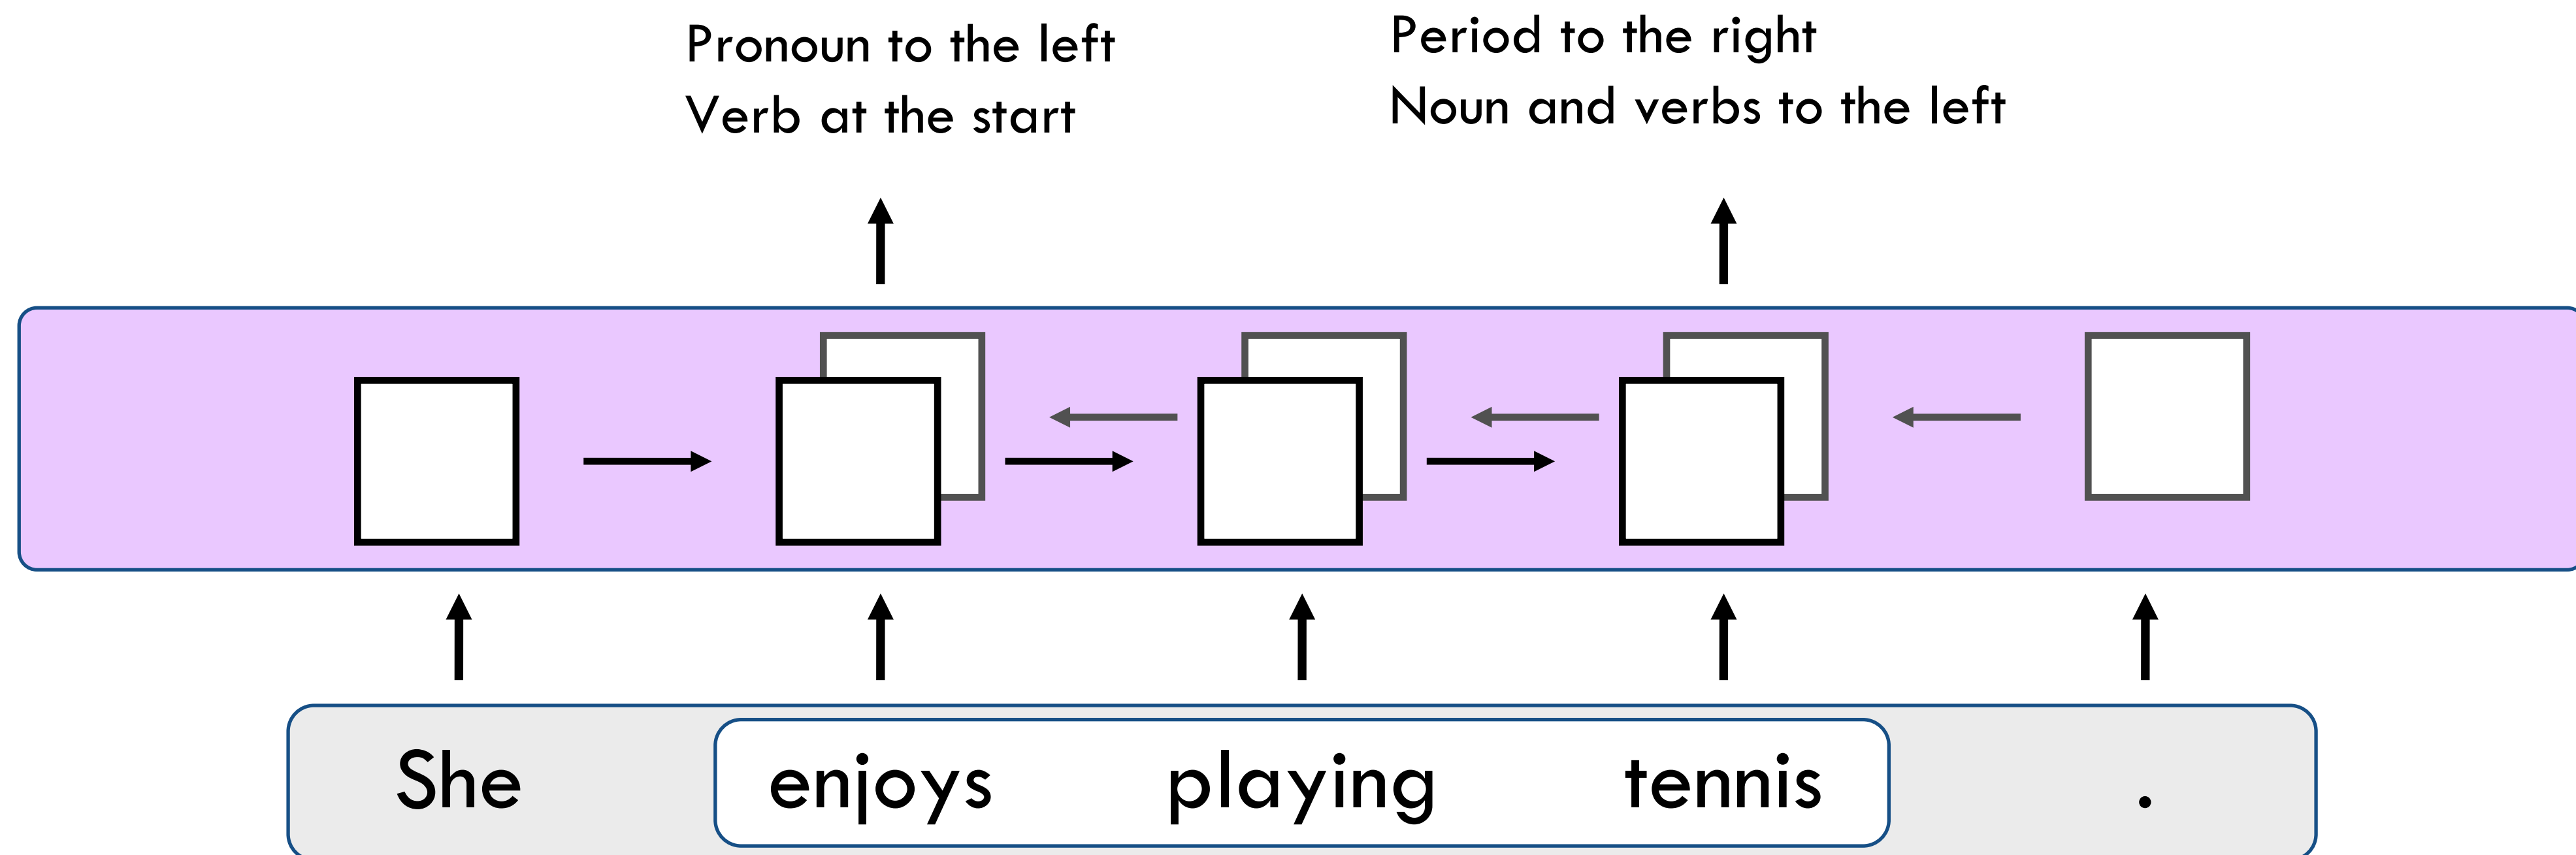 Pronoun to the left
Verb at the start
Period to the right
Noun and verbs to the left
She enjoys playing tennis .